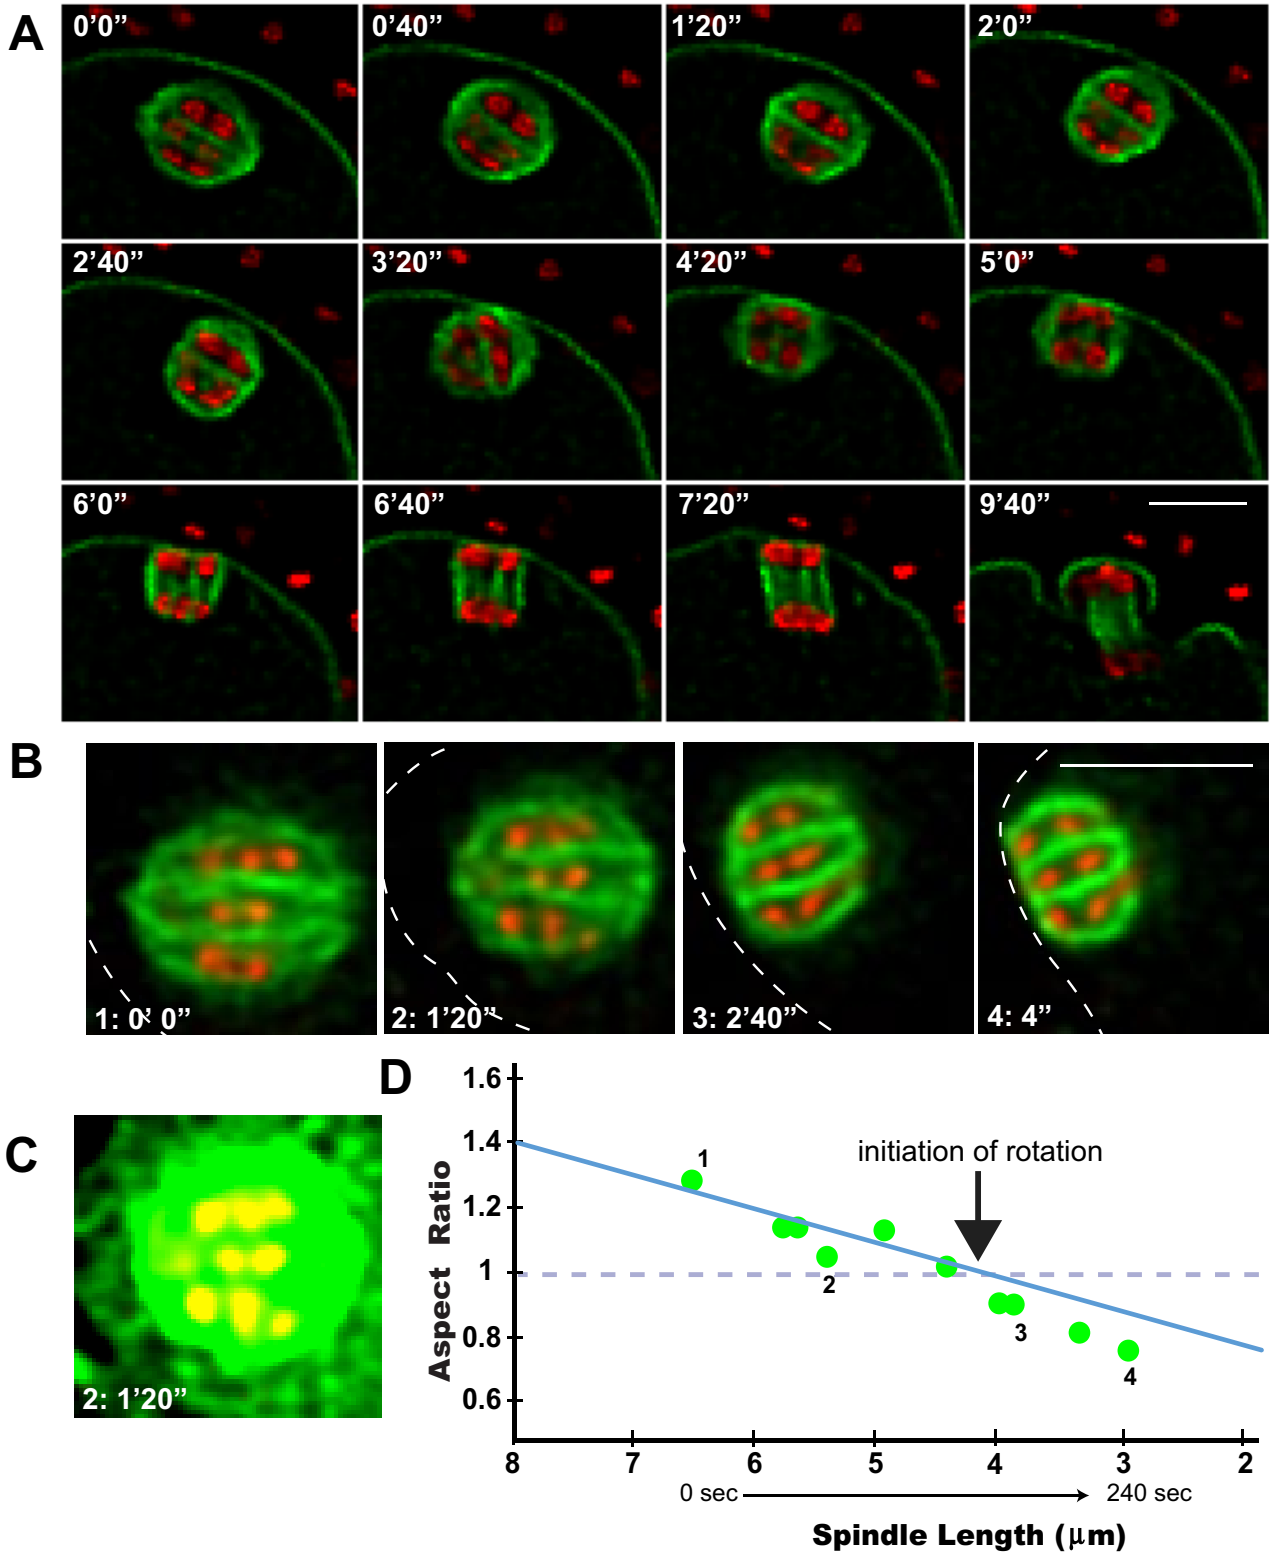 A
0’0” 0’40” 1’20” 2’0”
2’40” 3’20” 4’20” 5’0”
6’0” 6’40” 7’20” 9’40”
B
1: 0’ 0” 2: 1’20” 3: 2’40” 4: 4”
C
2: 1’20”
D
1.6
1.4
1.2
1
0.8
0.6
Aspect Ratio
initiation of rotation
1
2
3
4
8 7 6 5 4 3 2
0 sec 240 sec
Spindle Length (μm)